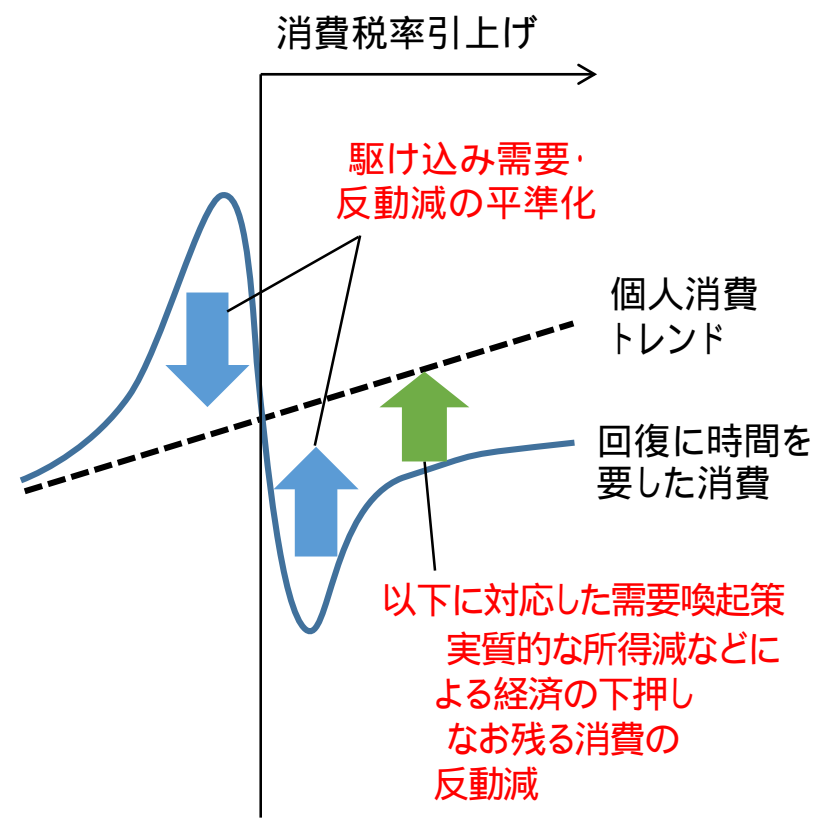 消費税率引上げ
駆け込み需要・
反動減の平準化
個人消費
トレンド
回復に時間を
要した消費
以下に対応した需要喚起策
実質的な所得減などに
よる経済の下押し
なお残る消費の
反動減